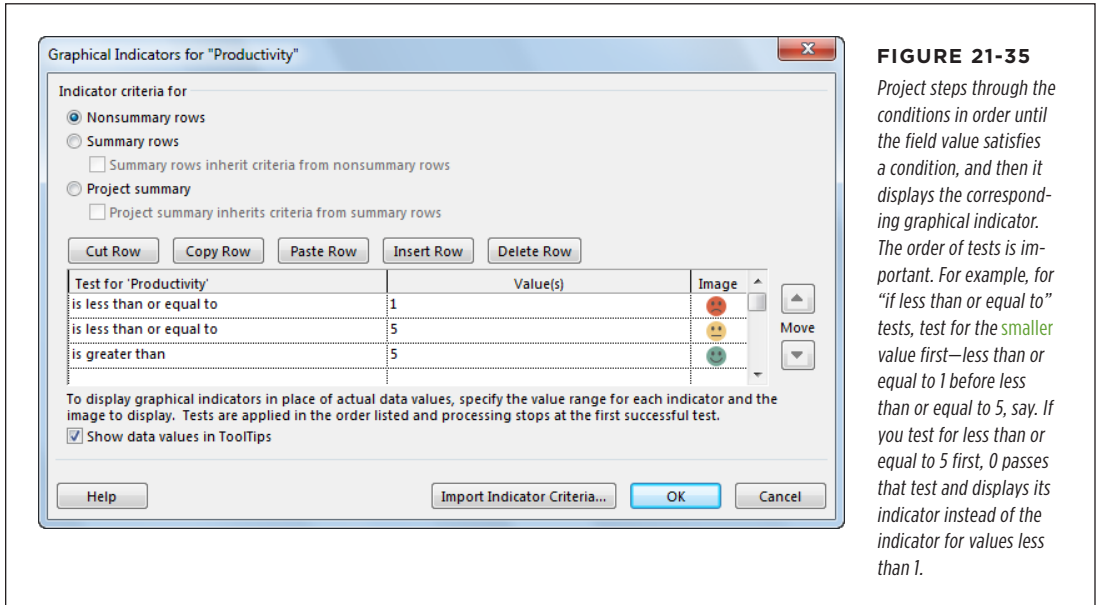 Graphical Indicators for "Productivity"
Indicator criteria for
Nonsummary rows
Summary rows
Summary rows inherit criteria from nonsummary rows
Project summary
Project summary inherits criteria from summary rows
Cut Row Copy Row Paste Row Insert Row Delete Row
Test for 'Productivity' Value(s) Image
is less than or equal to 1
is less than or equal to 5
is greater than 5
Move
To display graphical indicators in place of actual data values, specify the value range for each indicator and the
image to display. Tests are applied in the order listed and processing stops at the first successful test.
Show data values in ToolTips
Help Import Indicator Criteria... OK Cancel
FIGURE 21-35
Project steps through the
conditions in order until
the field value satisfies
a condition, and then it
displays the correspond-
ing graphical indicator.
The order of tests is im-
portant. For example, for
“if less than or equal to”
tests, test for the smaller
value first—less than or
equal to 1 before less
than or equal to 5, say. If
you test for less than or
equal to 5 first, 0 passes
that test and displays its
indicator instead of the
indicator for values less
than 1.